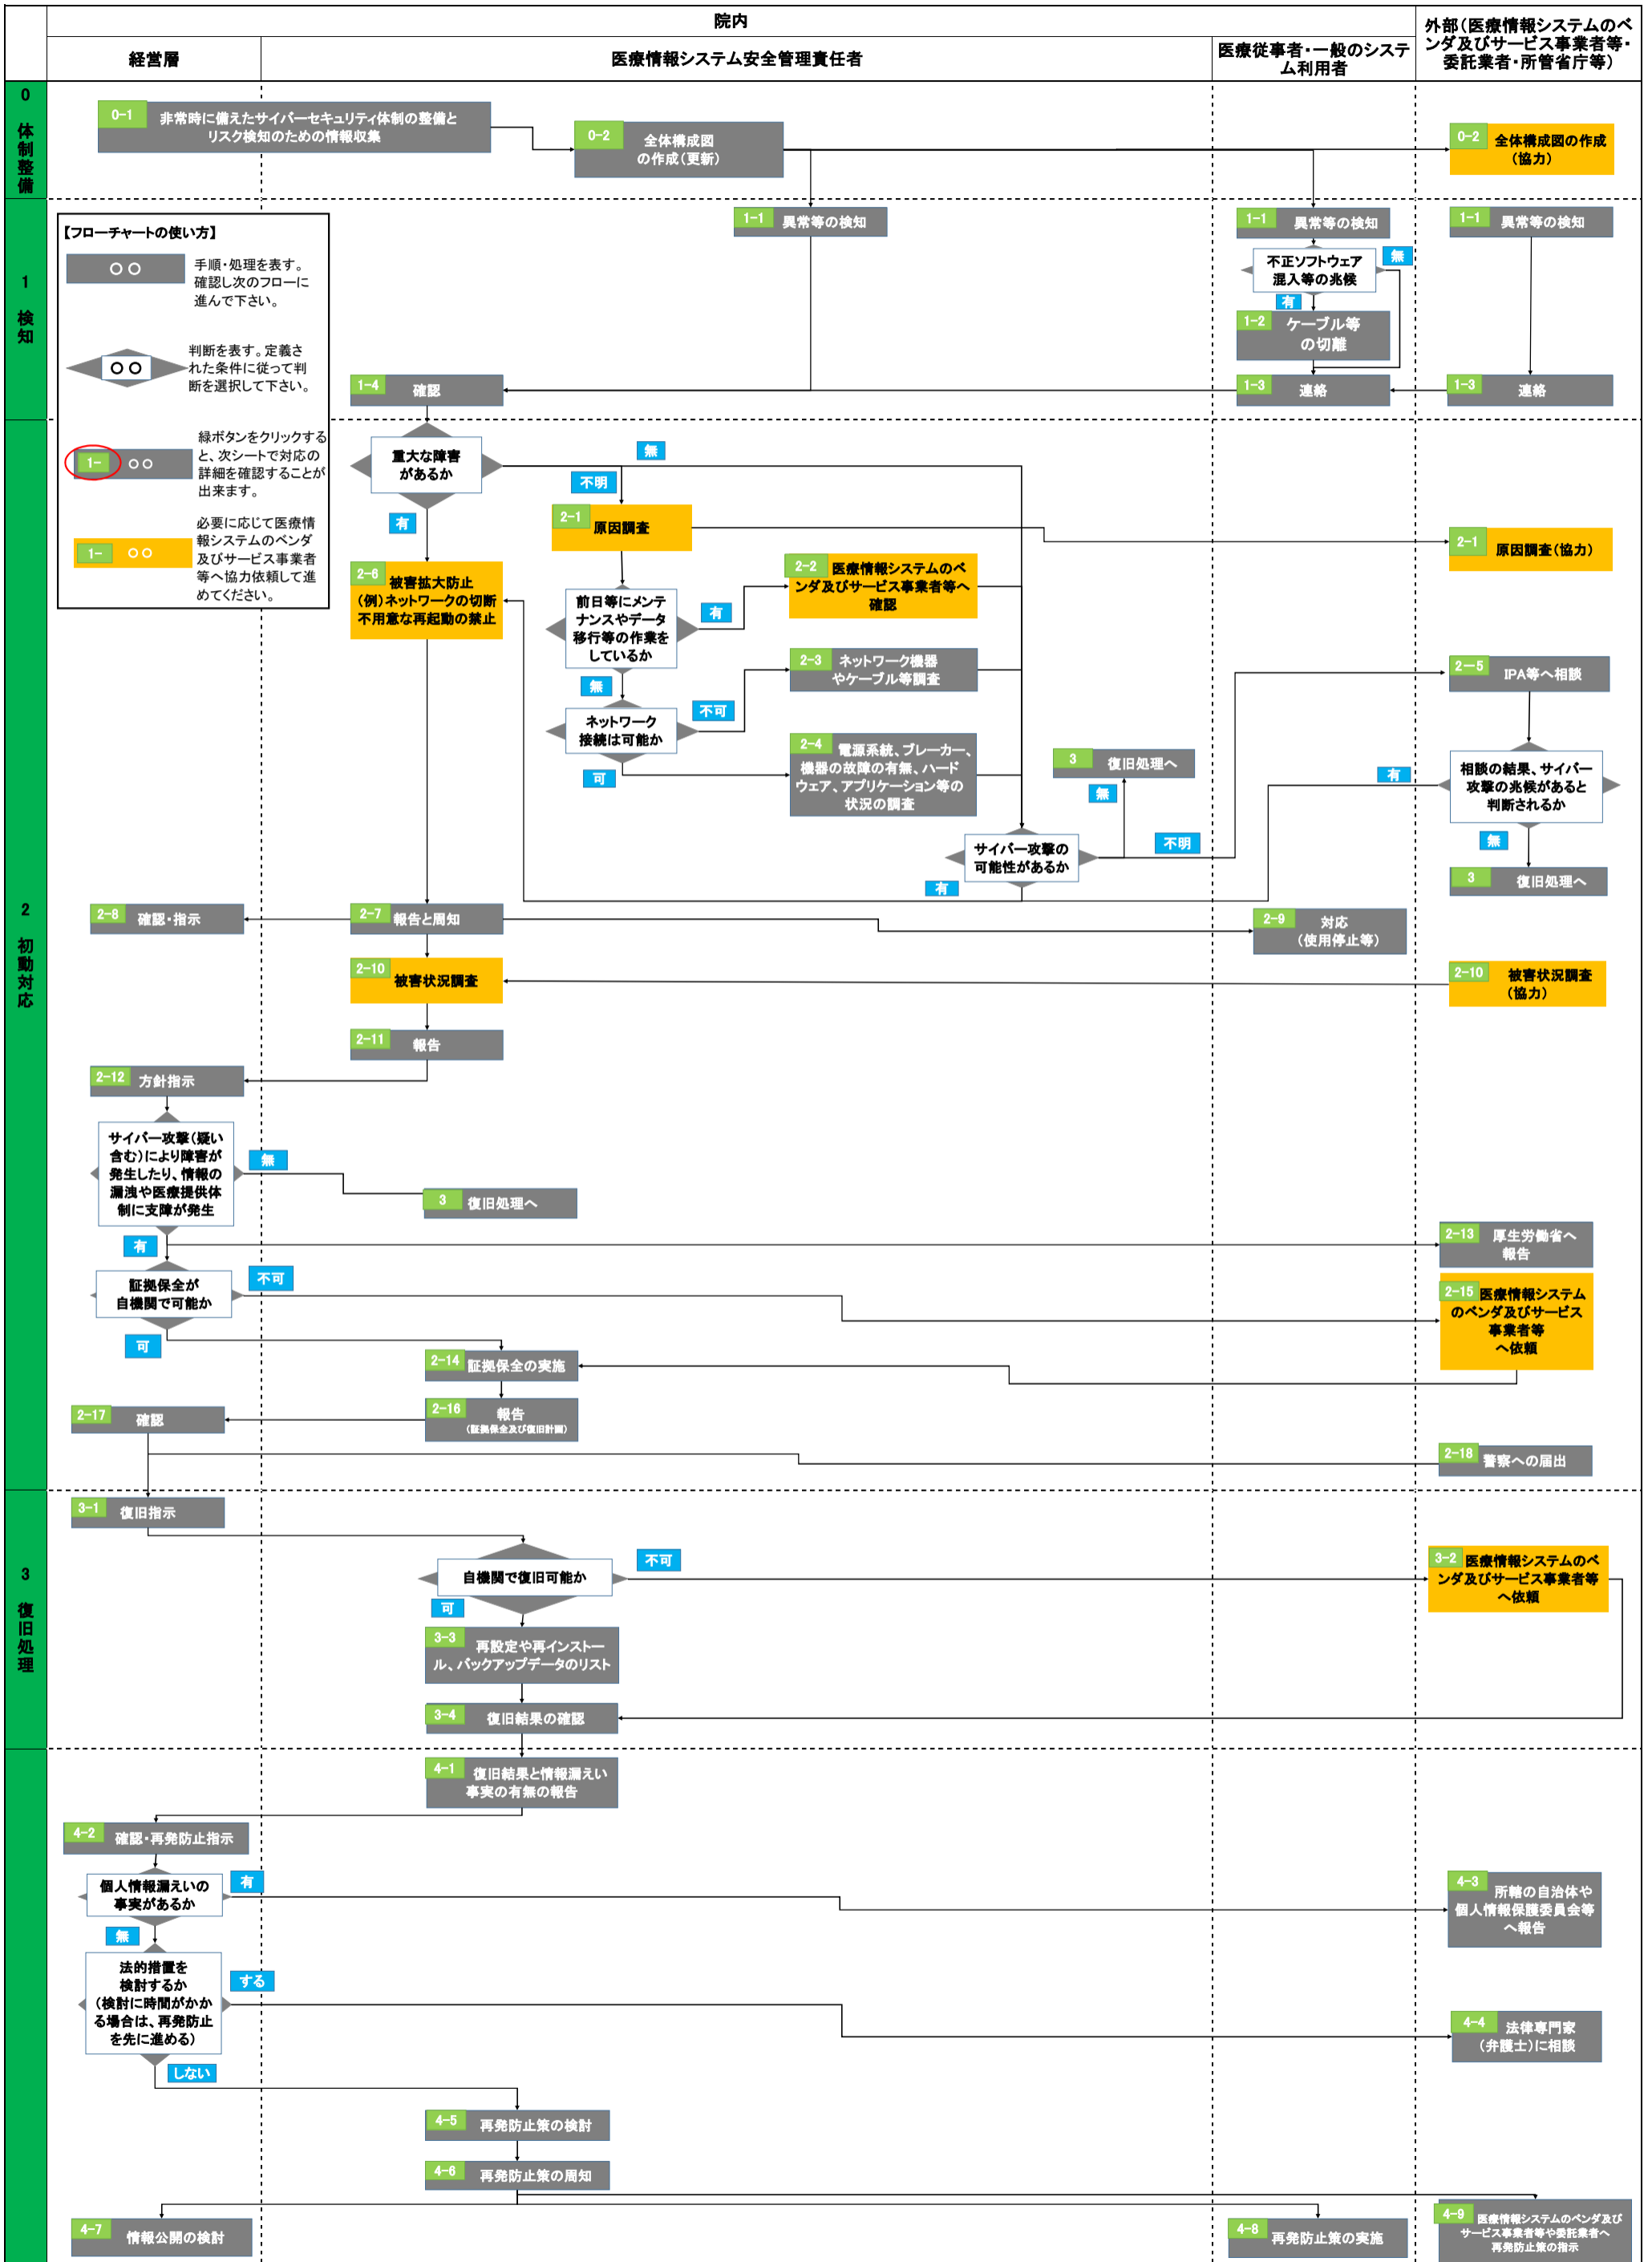 院内
外部(医療情報システムのベ
ンダ及びサービス事業者等・
委託業者・所管省庁等)
経営層
医療情報システム安全管理責任者
医療従事者・一般のシステ
ム利用者
0
体制整備
0-1
非常時に備えたサイバーセキュリティ体制の整備と
リスク検知のための情報収集
0-2
全体構成図
の作成(更新)
0-2
全体構成図の作成
(協力)
1
検知
【フローチャートの使い方】
○○
手順・処理を表す。
確認し次のフローに
進んで下さい。
○○
判断を表す。定義さ
れた条件に従って判
断を選択して下さい。
1-
○○
緑ボタンをクリックする
と、次シートで対応の
詳細を確認することが
出来ます。
1-
○○
必要に応じて医療情
報システムのベンダ
及びサービス事業者
等へ協力依頼して進
めてください。
1-1
異常等の検知
1-1
異常等の検知
1-1
異常等の検知
不正ソフトウェア
混入等の兆候
無
有
1-2
ケーブル等
の切離
1-4
確認
1-3
連絡
1-3
連絡
2
初動対応
重大な障害
があるか
無
不明
有
2-1
原因調査
2-1
原因調査(協力)
2-6
被害拡大防止
(例)ネットワークの切断
不用意な再起動の禁止
前日等にメンテ
ナンスやデータ
移行等の作業を
しているか
有
2-2
医療情報システムのベ
ンダ及びサービス事業者等へ
確認
無
2-3
ネットワーク機器
やケーブル等調査
2ー5
IPA等へ相談
ネットワーク
接続は可能か
不可
可
2-4
電源系統、ブレーカー、
機器の故障の有無、ハード
ウェア、アプリケーション等の
状況の調査
3
復旧処理へ
無
有
相談の結果、サイバー
攻撃の兆候があると
判断されるか
無
サイバー攻撃の
可能性があるか
不明
有
3
復旧処理へ
2-8
確認・指示
2-7
報告と周知
2-9
対応
(使用停止等)
2-10
被害状況調査
2-10
被害状況調査
(協力)
2-11
報告
2-12
方針指示
サイバー攻撃(疑い
含む)により障害が
発生したり、情報の
漏洩や医療提供体
制に支障が発生
無
3
復旧処理へ
有
2-13
厚生労働省へ
報告
証拠保全が
自機関で可能か
不可
可
2-15
医療情報システム
のベンダ及びサービス
事業者等
へ依頼
2-14
証拠保全の実施
2-17
確認
2-16
報告
(証拠保全及び復旧計画)
2-18
警察への届出
3
復旧処理
3-1
復旧指示
自機関で復旧可能か
不可
可
3-2
医療情報システムのベ
ンダ及びサービス事業者等
へ依頼
3-3
再設定や再インストー
ル、バックアップデータのリスト
3-4
復旧結果の確認
4-1
復旧結果と情報漏えい
事実の有無の報告
4-2
確認・再発防止指示
個人情報漏えいの
事実があるか
有
無
4-3
所轄の自治体や
個人情報保護委員会等
へ報告
法的措置を
検討するか
(検討に時間がかか
る場合は、再発防止
を先に進める)
する
しない
4-4
法律専門家
(弁護士)に相談
4-5
再発防止策の検討
4-6
再発防止策の周知
4-7
情報公開の検討
4-8
再発防止策の実施
4-9
医療情報システムのベンダ及び
サービス事業者等や委託業者へ
再発防止策の指示